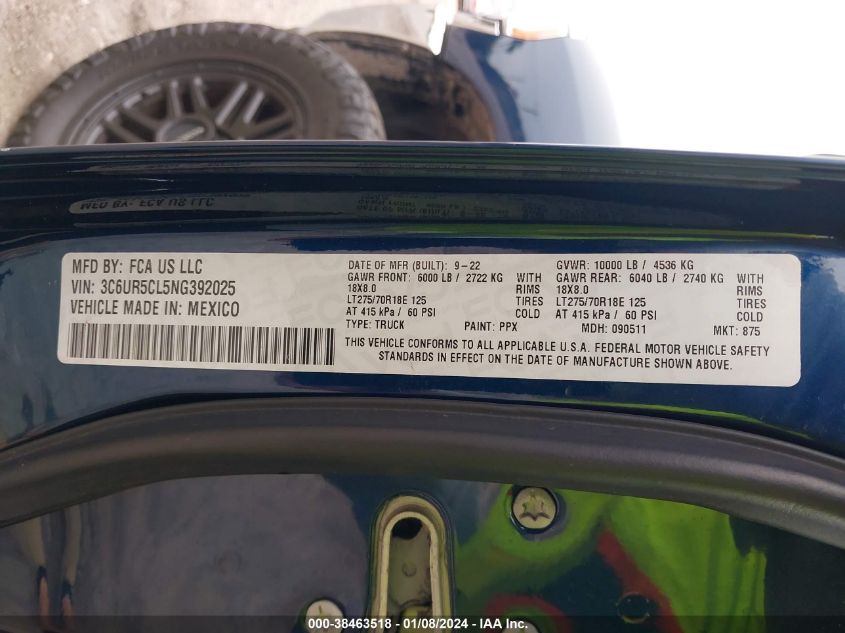 MFD BY: FCA US LLC
VIN: 3C6UR5CL5NG392025
VEHICLE MADE IN: MEXICO
DATE OF MFR (BUILT): 9-22
GAWR FRONT: 6000 LB / 2722 KG WITH
18X8.0 RIMS
LT275/70R18E 125 TIRES
AT 415 kPa / 60 PSI COLD
TYPE: TRUCK PAINT: PPX
GVWR: 10000 LB / 4536 KG
GAWR REAR: 6040 LB / 2740 KG WITH
18X8.0 RIMS
LT275/70R18E 125 TIRES
AT 415 kPa / 60 PSI COLD
MDH: 090511 MKT: 875
THIS VEHICLE CONFORMS TO ALL APPLICABLE U.S.A. FEDERAL MOTOR VEHICLE SAFETY
STANDARDS IN EFFECT ON THE DATE OF MANUFACTURE SHOWN ABOVE.
000-38463518 - 01/08/2024 - IAA Inc.